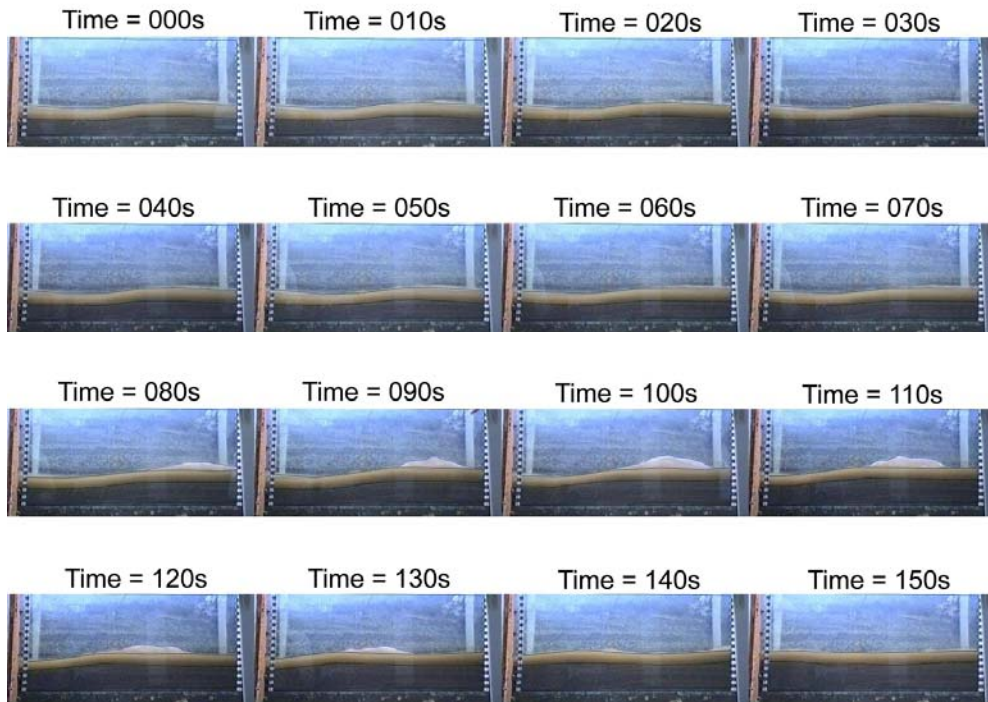 Time = 000s
Time = 010s
Time = 020s
Time = 030s
Time = 040s
Time = 050s
Time = 060s
Time = 070s
Time = 080s
Time = 090s
Time = 100s
Time = 110s
Time = 120s
Time = 130s
Time = 140s
Time = 150s